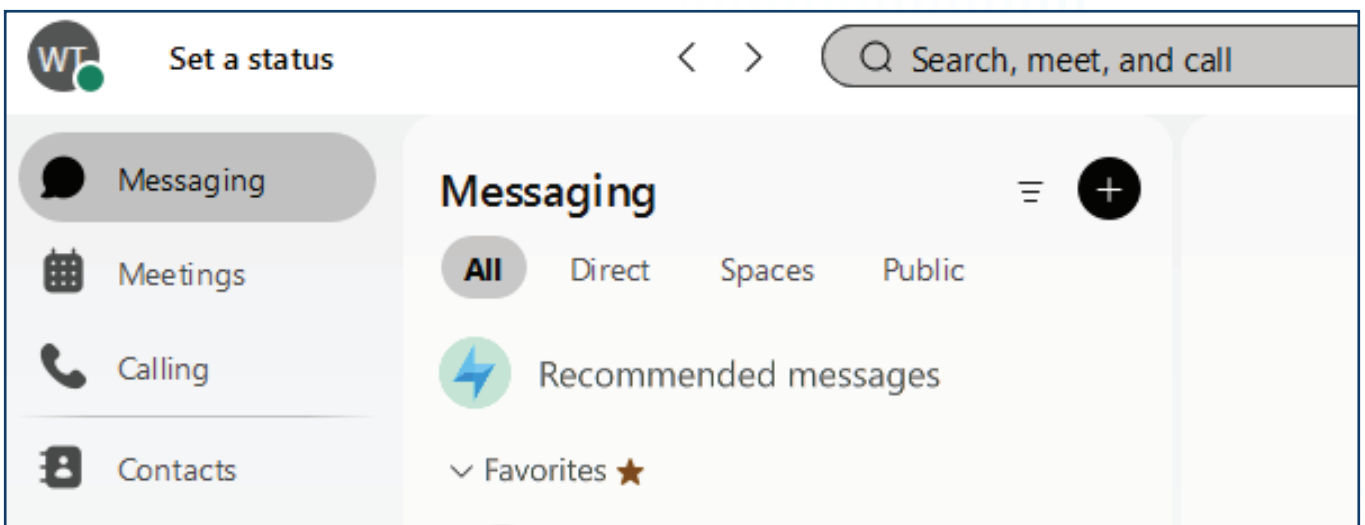 WT Set a status
Search, meet, and call
Messaging
Meetings
Calling
Contacts
Messaging
All Direct Spaces Public
Recommended messages
Favorites